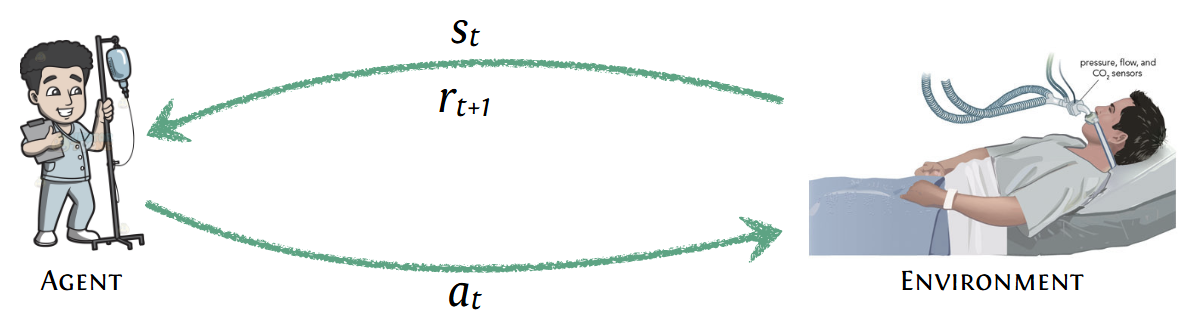 s_t
r_{t+1}
pressure, flow, and
CO₂ sensors
AGENT
ENVIRONMENT
a_t